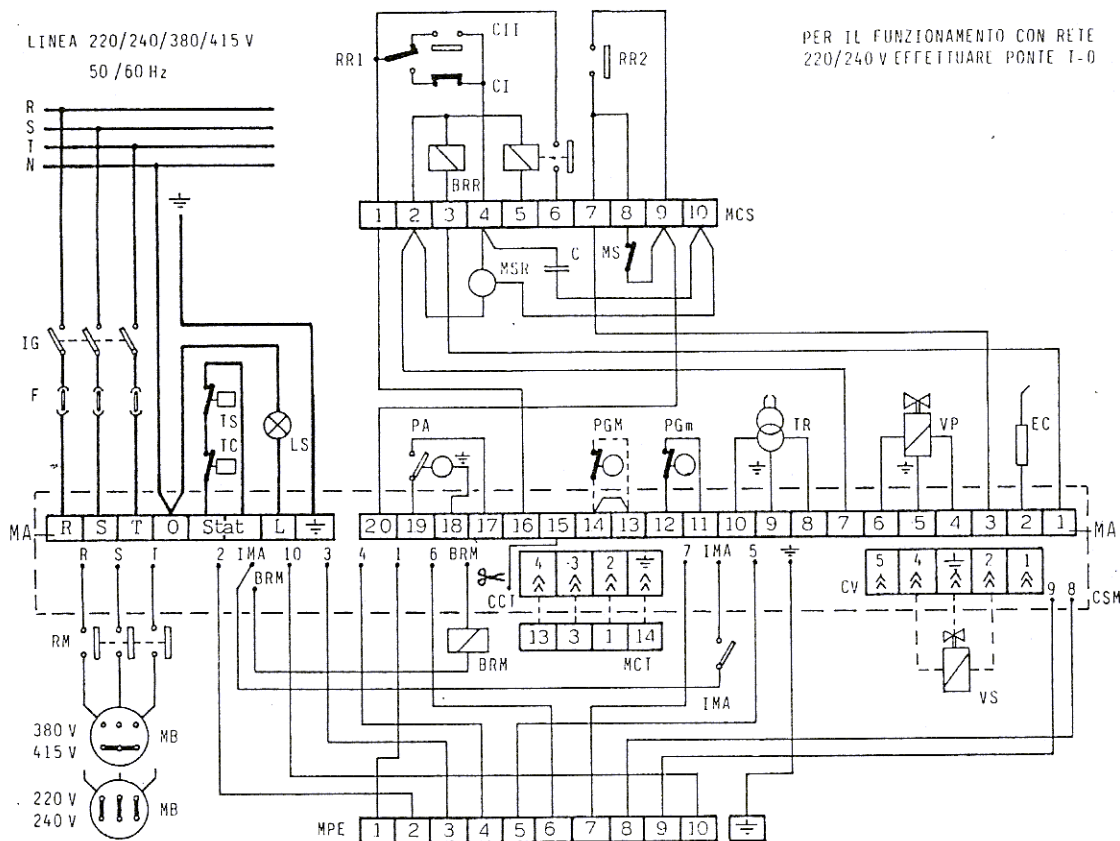 LINEA 220/240/380/415 V
50 /60 Hz
PER IL FUNZIONAMENTO CON RETE
220/240 V EFFETTUARE PONTE T-O
CII
RR1
CI
RR2
R
S
T
N
BRR
1 2 3 4 5 6 7 8 9 10
MCS
MS
C
MSR
IG
F
TS
TC
LS
PA
PGM
PGm
TR
VP
EC
MA
R S T O Stat L
20 19 18 17 16 15 14 13 12 11 10 9 8 7 6 5 4 3 2 1
MA
R S T 2 IMA 10 3 4 1 6 BRM 7 IMA 5
BRM
CCT
4 3 2
CV
5 4 2 1
9 8
CSM
RM
BRM
13 3 1 14
MCT
IMA
VS
380 V
415 V
MB
220 V
240 V
MB
MPE
1 2 3 4 5 6 7 8 9 10